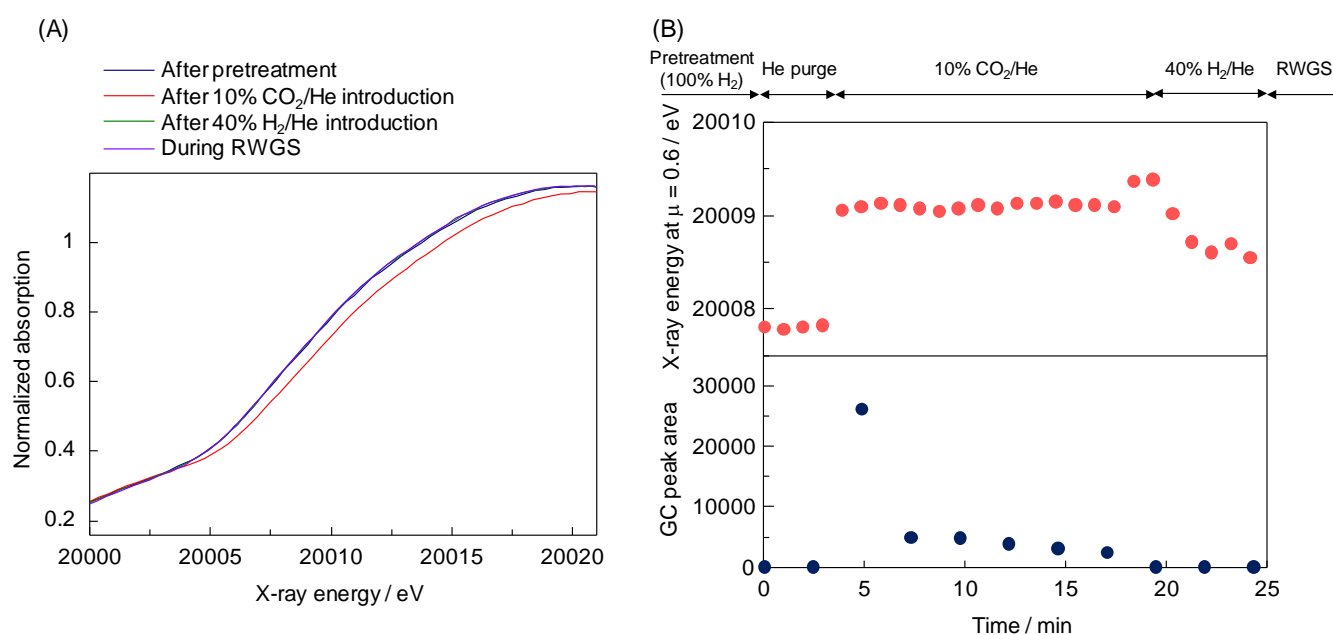 (A)
After pretreatment
After 10% CO₂/He introduction
After 40% H₂/He introduction
During RWGS
Normalized absorption
1
0.8
0.6
0.4
0.2
20000
20005
20010
20015
20020
X-ray energy / eV
(B)
Pretreatment
(100% H₂)
He purge
10% CO₂/He
40% H₂/He
RWGS
X-ray energy at μ = 0.6 / eV
20010
20009
20008
GC peak area
30000
20000
10000
0
0
5
10
15
20
25
Time / min